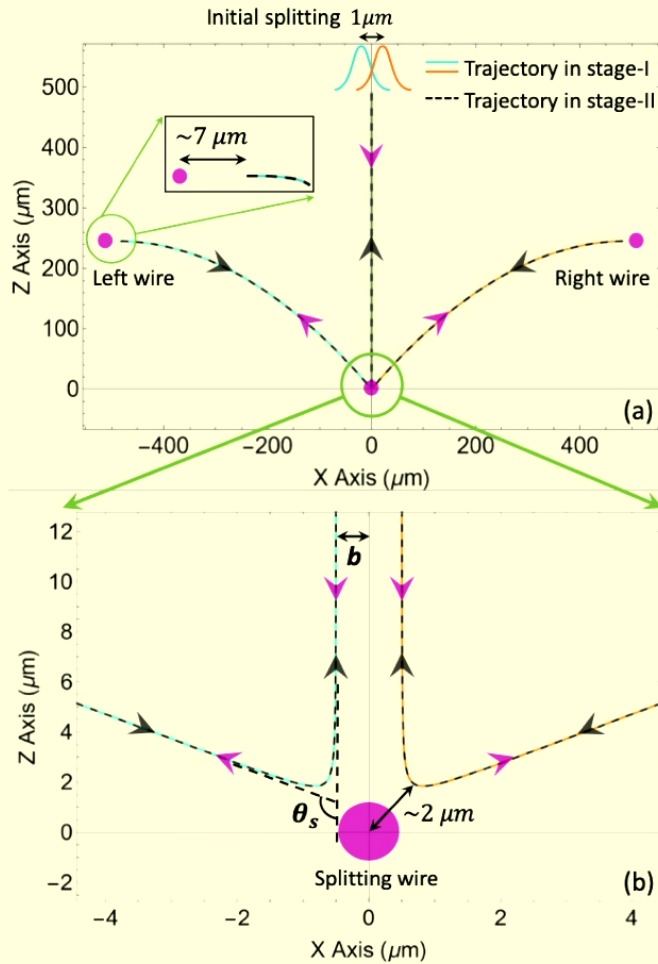 Initial splitting 1μm
Trajectory in stage-I
Trajectory in stage-II
~7 μm
Left wire
Right wire
Z Axis (μm)
500
400
300
200
100
0
−400
−200
0
200
400
X Axis (μm)
(a)
b
Z Axis (μm)
12
10
8
6
4
2
0
−2
θs
~2 μm
Splitting wire
(b)
−4
−2
0
2
4
X Axis (μm)